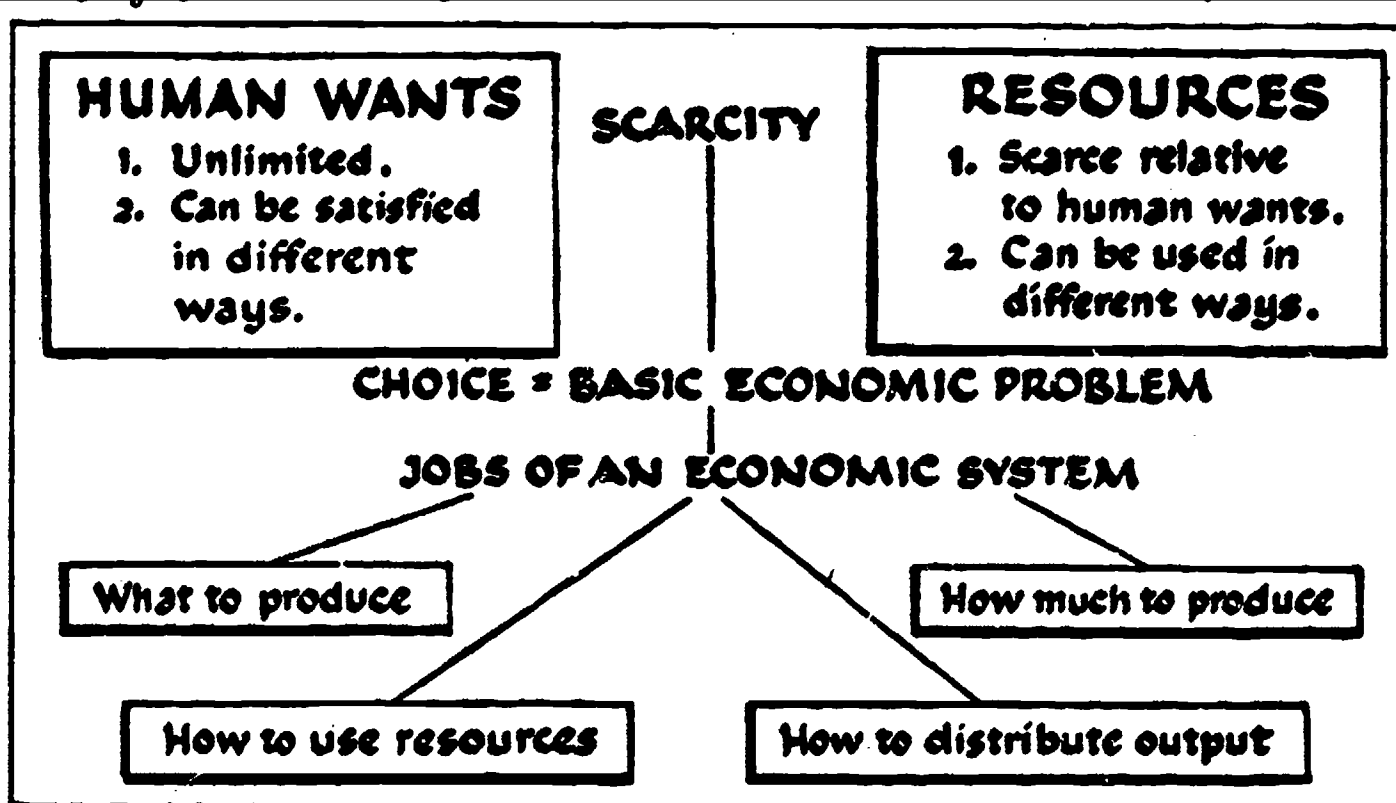 HUMAN WANTS
1. Unlimited.
2. Can be satisfied
in different
ways.
SCARCITY
RESOURCES
1. Scarce relative
to human wants.
2. Can be used in
different ways.
CHOICE = BASIC ECONOMIC PROBLEM
JOBS OF AN ECONOMIC SYSTEM
What to produce
How much to produce
How to use resources
How to distribute output